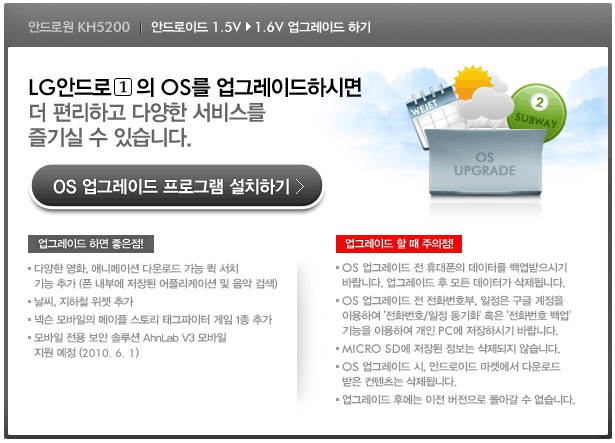 안드로원 KH5200 | 안드로이드 1.5V ▶ 1.6V 업그레이드 하기
LG안드로1의 OS를 업그레이드하시면
더 편리하고 다양한 서비스를
즐기실 수 있습니다.
WEJET
2
SUBWAY
OS
UPGRADE
OS 업그레이드 프로그램 설치하기 >
업그레이드 하면 좋은점!
▪ 다양한 영화, 애니메이션 다운로드 가능 퀵 서치
기능 추가 (폰 내부에 저장된 어플리케이션 및 음악 검색)
▪ 날씨, 지하철 위젯 추가
▪ 넥슨 모바일의 메이플 스토리 태그파이터 게임 1종 추가
▪ 모바일 전용 보안 솔루션 AhnLab V3 모바일
지원 예정 (2010. 6. 1)
업그레이드 할 때 주의점!
▪ OS 업그레이드 전 휴대폰의 데이터를 백업받으시기
바랍니다. 업그레이드 후 모든 데이터가 삭제됩니다.
▪ OS 업그레이드 전 전화번호부, 일정은 구글 계정을
이용하여 '전화번호/일정 동기화' 혹은 '전화번호 백업'
기능을 이용하여 개인 PC에 저장하시기 바랍니다.
▪ MICRO SD에 저장된 정보는 삭제되지 않습니다.
▪ OS 업그레이드 시, 안드로이드 마켓에서 다운로드
받은 컨텐츠는 삭제됩니다.
▪ 업그레이드 후에는 이전 버전으로 돌아갈 수 없습니다.